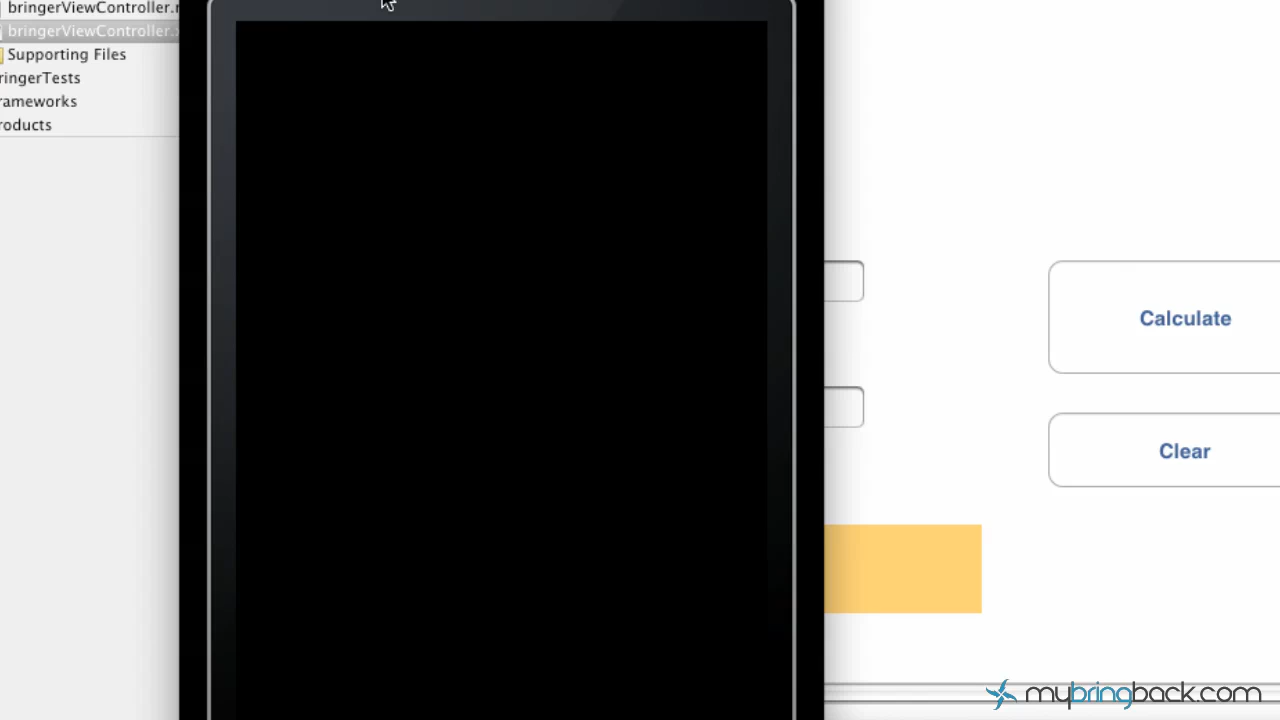 bringerViewController.
bringerViewController.
Supporting Files
ringerTests
rameworks
roducts
Calculate
Clear
mybringback.com